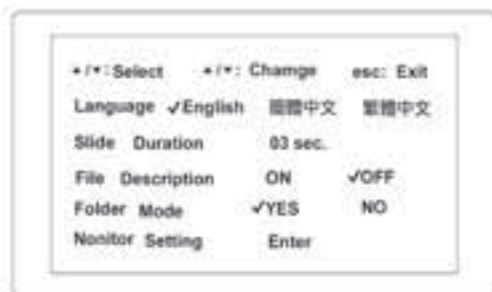 ▲/▼: Select ◄/►: Chamge esc: Exit
Language ✓English 簡體中文 繁體中文
Slide Duration 03 sec.
File Description ON ✓OFF
Folder Mode ✓YES NO
Nonitor Setting Enter